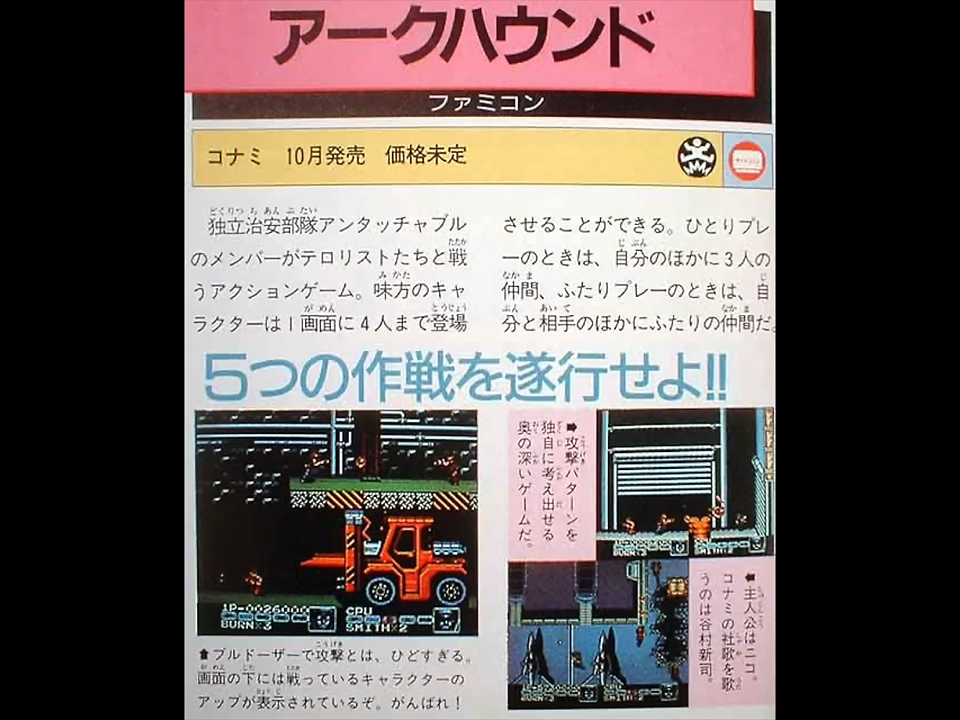 アークハウンド
ファミコン
コナミ 10月発売 価格未定
独立治安部隊アンタッチャブル
のメンバーがテロリストたちと戦
うアクションゲーム。味方のキャ
ラクターは1画面に4人まで登場
させることができる。ひとりプレ
ーのときは、自分のほかに3人の
仲間、ふたりプレーのときは、自
分と相手のほかにふたりの仲間だ。
5つの作戦を遂行せよ!!
1P-0026000
CPU
BURN×3
SMITH×2
⬆ブルドーザーで攻撃とは、ひどすぎる。
画面の下には戦っているキャラクターの
アップが表示されているぞ。がんばれ!
➡攻撃パターンを
独自に考え出せる
奥の深いゲームだ。
⬅主人公はニコ。
コナミの社歌を歌
うのは谷村新司。